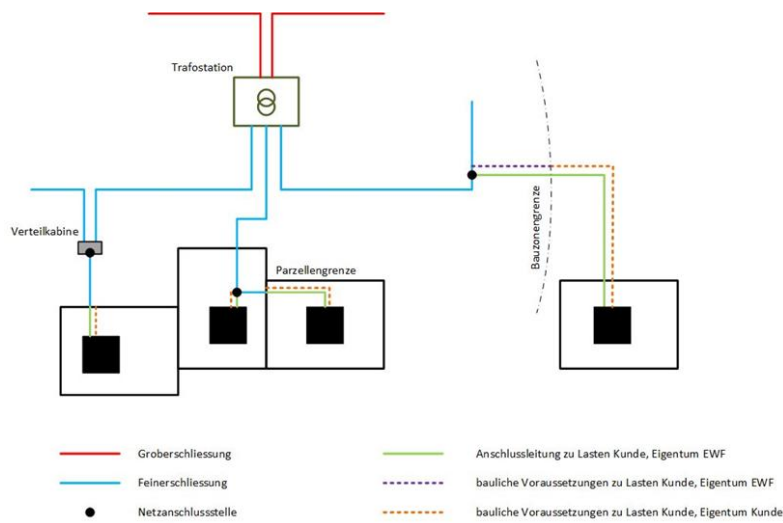 Trafostation
Verteilkabine
Parzellengrenze
Bauzonengrenze
Groberschliessung
Feinerschliessung
Netzanschlussstelle
Anschlussleitung zu Lasten Kunde, Eigentum EWF
bauliche Voraussetzungen zu Lasten Kunde, Eigentum EWF
bauliche Voraussetzungen zu Lasten Kunde, Eigentum Kunde